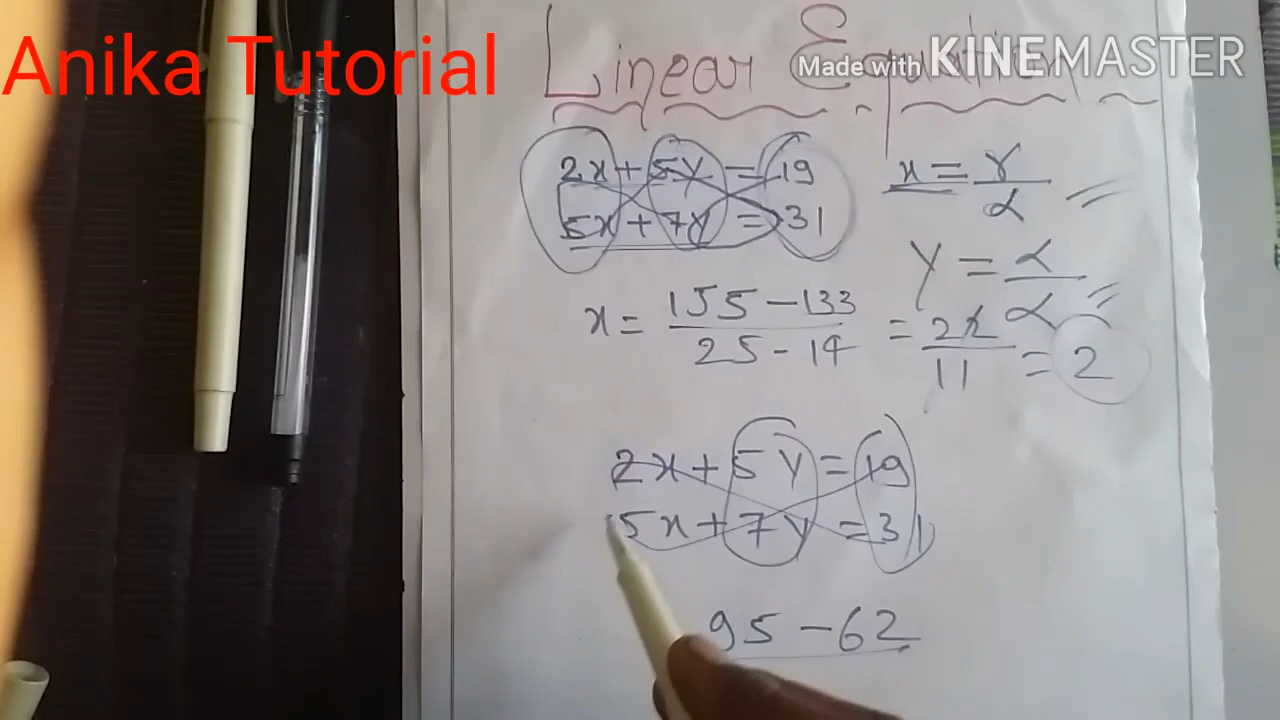 Anika Tutorial
Linear Equation
Made with KINEMASTER
2x + 5y = 19
5x + 7y = 31
x = γ/α
y = α/α
x = 155 - 133 / 25 - 14 = 22/11 = 2
2x + 5y = 19
5x + 7y = 31
95 - 62